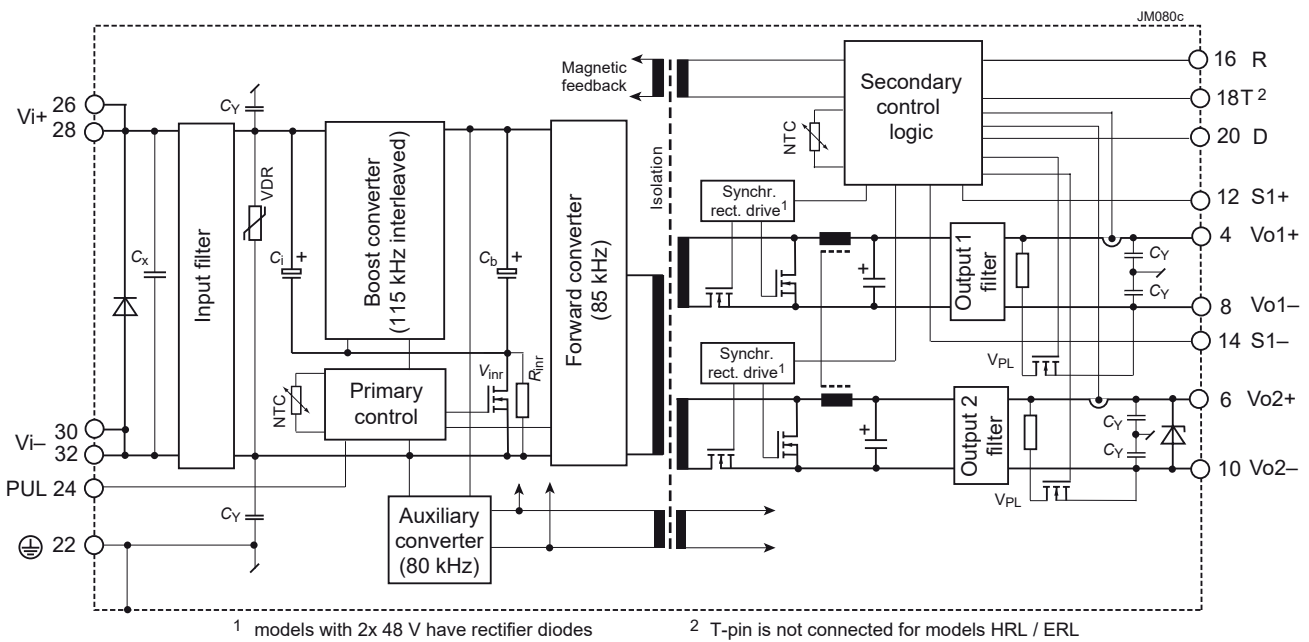 JM080c
Magnetic
feedback
Secondary
control
logic
NTC
16 R
18T 2
20 D
12 S1+
4 Vo1+
8 Vo1–
14 S1–
6 Vo2+
10 Vo2–
Vi+
26
28
Vi–
30
32
PUL 24
22
CY
Cx
Input filter
VDR
CY
Ci
+
Boost converter
(115 kHz interleaved)
Cb
+
Forward converter
(85 kHz)
Isolation
NTC
Primary
control
Vinr
Rinr
Auxiliary
converter
(80 kHz)
Synchr.
rect. drive1
+
Output 1
filter
CY
CY
VPL
Synchr.
rect. drive1
+
Output 2
filter
CY
CY
VPL
1 models with 2x 48 V have rectifier diodes
2 T-pin is not connected for models HRL / ERL